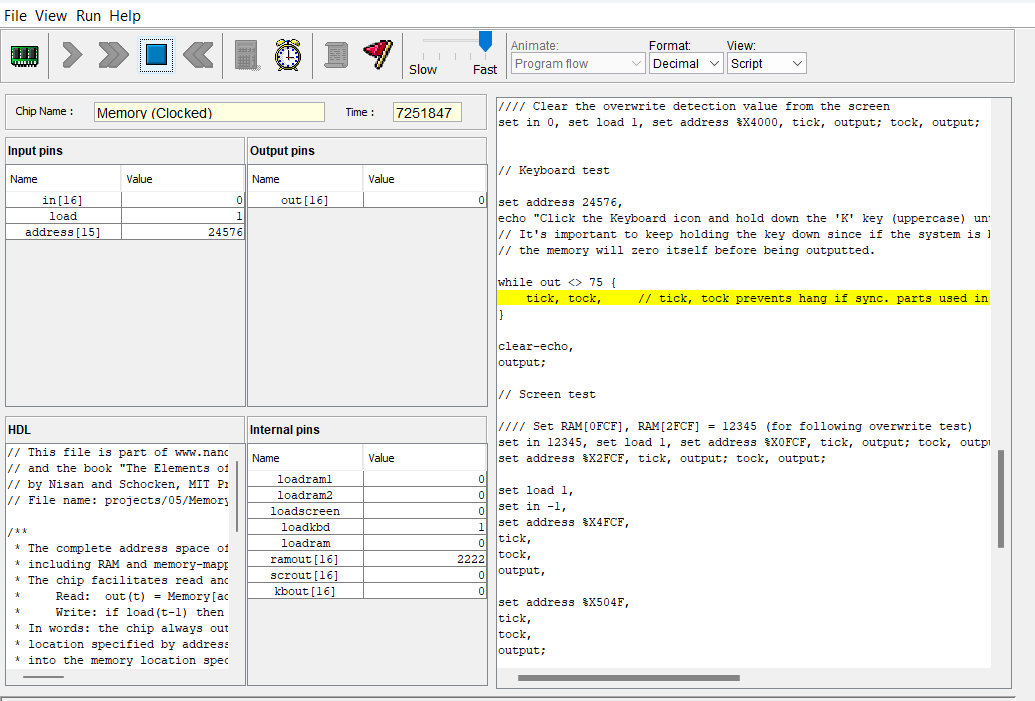 File View Run Help
Slow Fast
Animate:
Program flow
Format:
Decimal
View:
Script
Chip Name :
Memory (Clocked)
Time :
7251847
Input pins
Name Value
in[16] 0
load 1
address[15] 24576
Output pins
Name Value
out[16] 0
HDL
// This file is part of www.nand
// and the book "The Elements of
// by Nisan and Schocken, MIT Pr
// File name: projects/05/Memory
/**
* The complete address space of
* including RAM and memory-mapp
* The chip facilitates read and
* Read: out(t) = Memory[ad
* Write: if load(t-1) then
* In words: the chip always out
* location specified by address
* into the memory location spec
Internal pins
Name Value
loadram1 0
loadram2 0
loadscreen 0
loadkbd 1
loadram 0
ramout[16] 2222
scrout[16] 0
kbout[16] 0
//// Clear the overwrite detection value from the screen
set in 0, set load 1, set address %X4000, tick, output; tock, output;
// Keyboard test
set address 24576,
echo "Click the Keyboard icon and hold down the 'K' key (uppercase) un
// It's important to keep holding the key down since if the system is
// the memory will zero itself before being outputted.
while out <> 75 {
tick, tock, // tick, tock prevents hang if sync. parts used in
}
clear-echo,
output;
// Screen test
//// Set RAM[0FCF], RAM[2FCF] = 12345 (for following overwrite test)
set in 12345, set load 1, set address %X0FCF, tick, output; tock, outpu
set address %X2FCF, tick, output; tock, output;
set load 1,
set in -1,
set address %X4FCF,
tick,
tock,
output,
set address %X504F,
tick,
tock,
output;